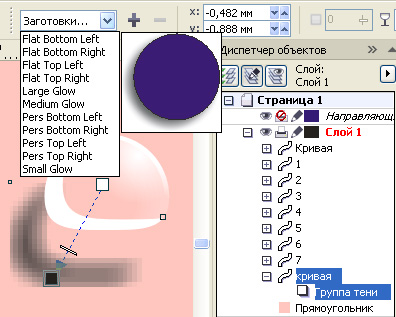 Заготовки...
x: -0,482 мм
y: -0,888 мм
Flat Bottom Left
Flat Bottom Right
Flat Top Left
Flat Top Right
Large Glow
Medium Glow
Pers Bottom Left
Pers Bottom Right
Pers Top Left
Pers Top Right
Small Glow
Диспетчер объектов
Слой:
Слой 1
Страница 1
Направляющ
Слой 1
Кривая
1
2
3
4
5
6
7
кривая
Группа тени
Прямоугольник